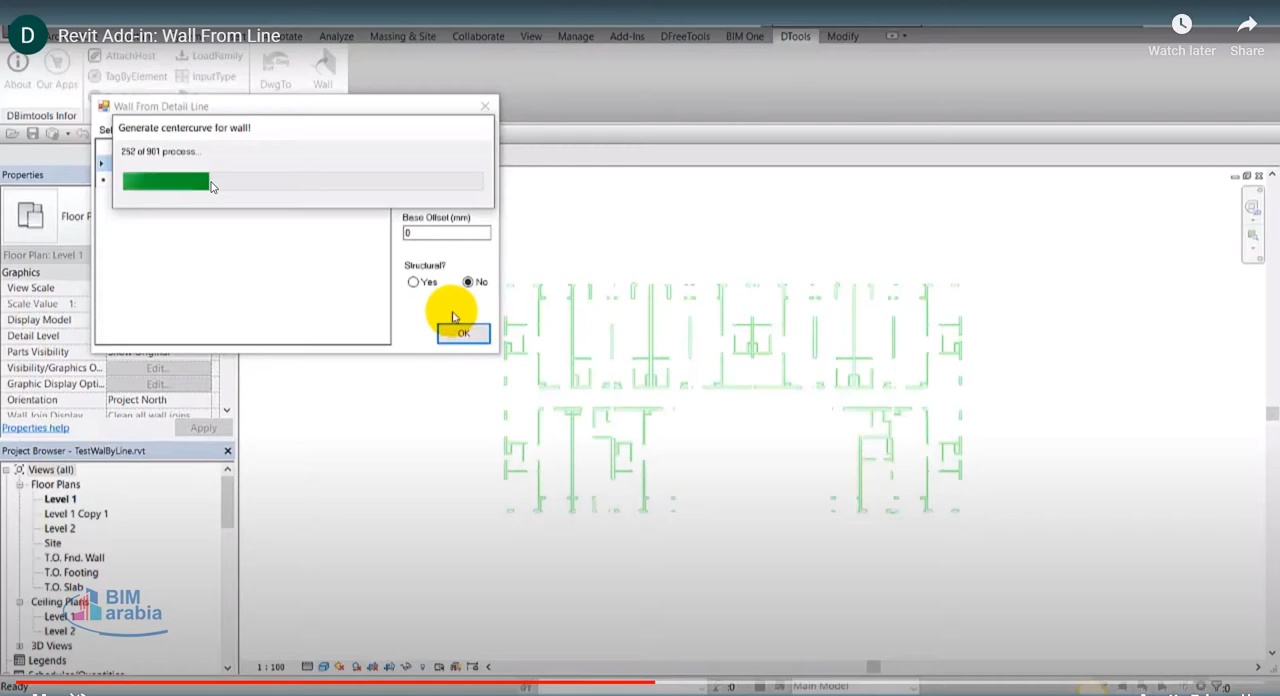 D
Revit Add-in: Wall From Line
Watch later
Share
Analyze
Massing & Site
Collaborate
View
Manage
Add-Ins
DFreeTools
BIM One
DTools
Modify
AttachHost
LoadFamily
TagByElement
InputType
DwgTo
Wall
About
Our Apps
DBimtools Infor
Wall From Detail Line
Generate centercurve for wall!
252 of 901 process...
Base Offset (mm)
0
Structural?
Yes
No
OK
Properties
Floor Plan: Level 1
Graphics
View Scale
Scale Value 1:
Display Model
Detail Level
Parts Visibility
Show Original
Visibility/Graphics O...
Edit...
Graphic Display Opti...
Edit...
Orientation
Project North
Wall Join Display
Clean all wall joins
Properties help
Apply
Project Browser - TestWalByLine.rvt
Views (all)
Floor Plans
Level 1
Level 1 Copy 1
Level 2
Site
T.O. Fnd. Wall
T.O. Footing
T.O. Slab
Ceiling Plans
Level 1
Level 2
3D Views
Legends
BIM
arabia
1 : 100
Ready
:0
Main Model
:0